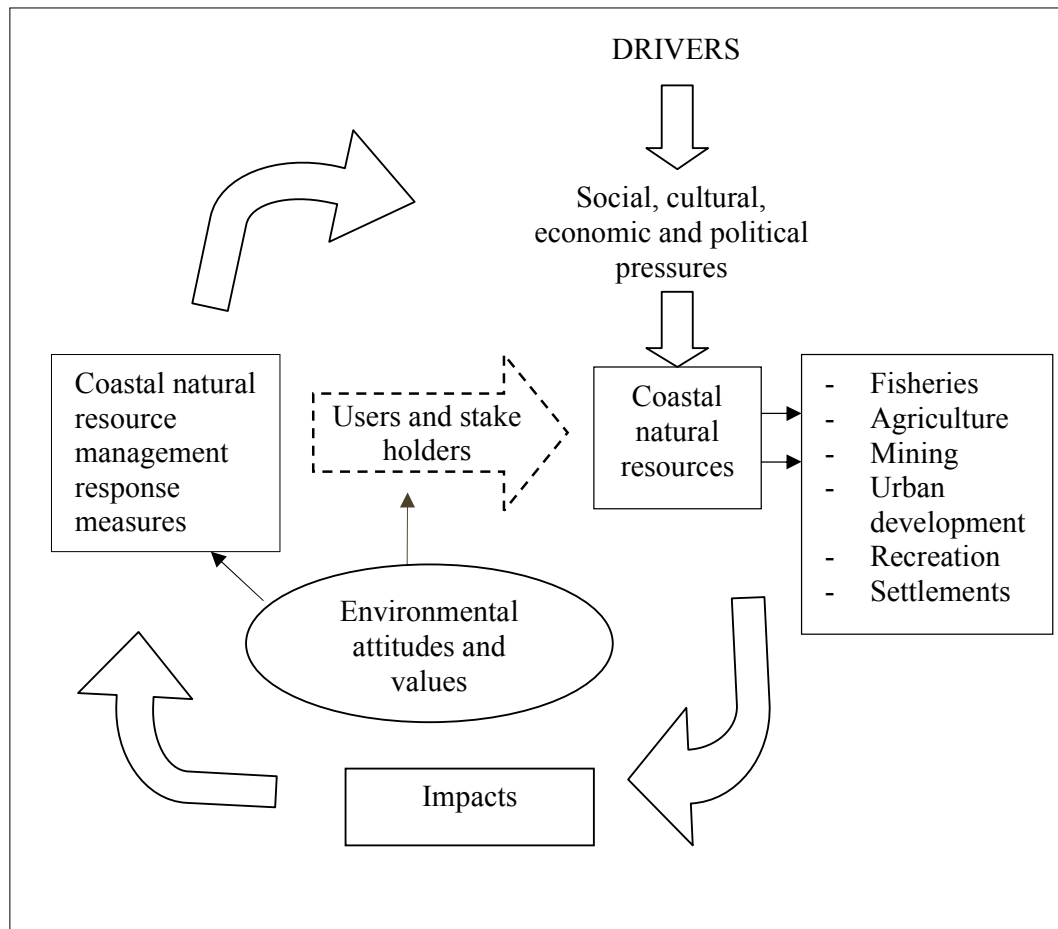 DRIVERS
Social, cultural,
economic and political
pressures
Coastal natural
resource
management
response
measures
Users and stake
holders
Coastal
natural
resources
- Fisheries
- Agriculture
- Mining
- Urban
development
- Recreation
- Settlements
Environmental
attitudes and
values
Impacts